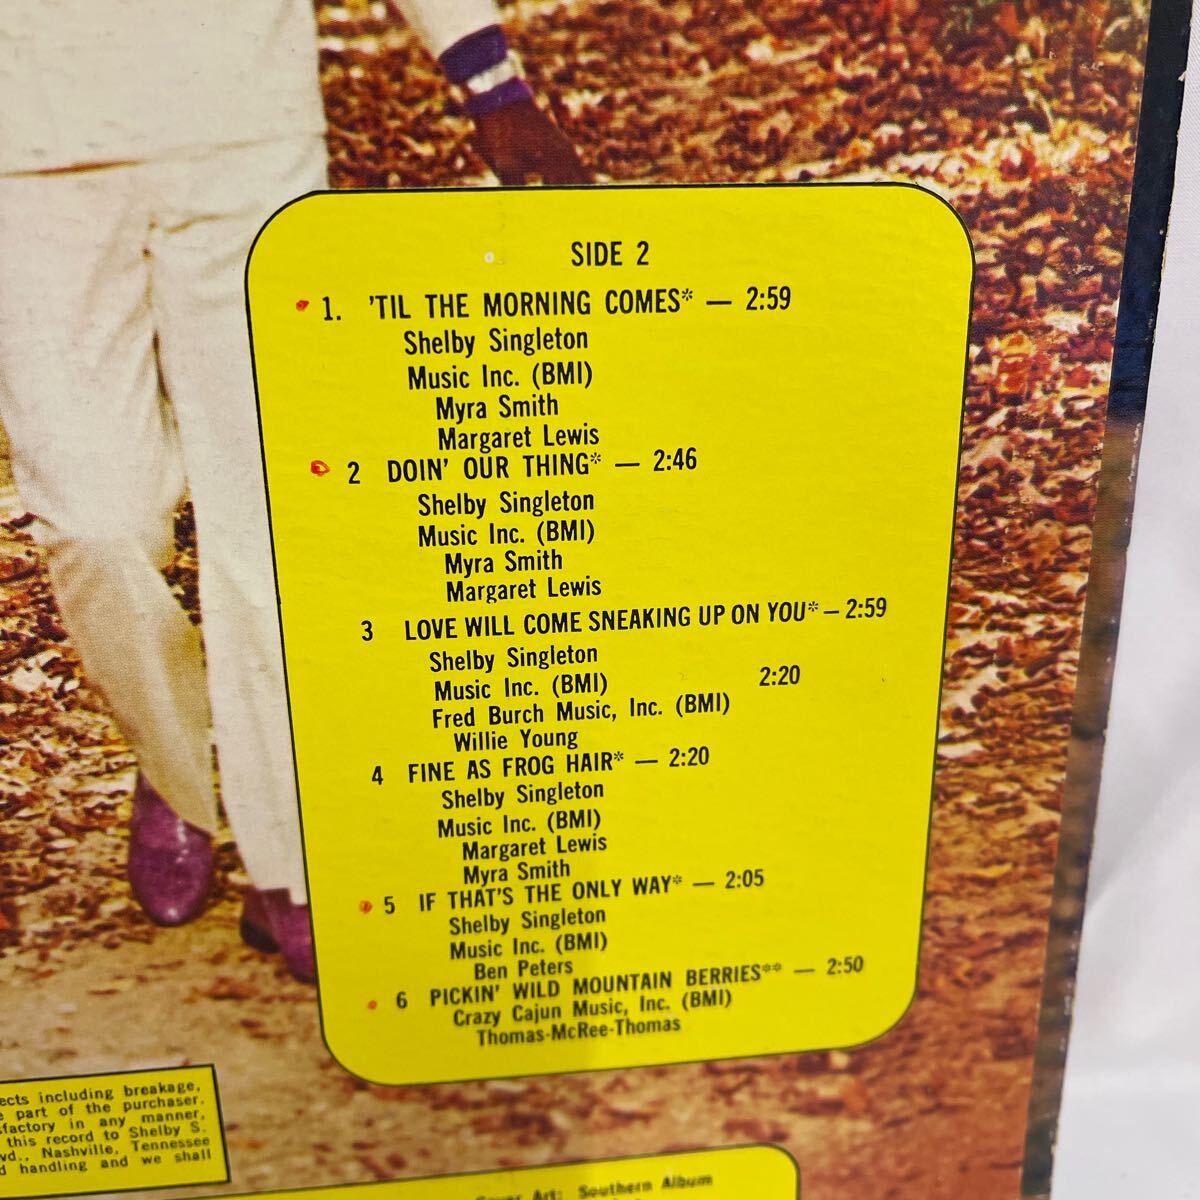 SIDE 2
1. 'TIL THE MORNING COMES* — 2:59
Shelby Singleton
Music Inc. (BMI)
Myra Smith
Margaret Lewis
2 DOIN' OUR THING* — 2:46
Shelby Singleton
Music Inc. (BMI)
Myra Smith
Margaret Lewis
3 LOVE WILL COME SNEAKING UP ON YOU* — 2:59
Shelby Singleton
Music Inc. (BMI) 2:20
Fred Burch Music, Inc. (BMI)
Willie Young
4 FINE AS FROG HAIR* — 2:20
Shelby Singleton
Music Inc. (BMI)
Margaret Lewis
Myra Smith
5 IF THAT'S THE ONLY WAY* — 2:05
Shelby Singleton
Music Inc. (BMI)
Ben Peters
6 PICKIN' WILD MOUNTAIN BERRIES** — 2:50
Crazy Cajun Music, Inc. (BMI)
Thomas-McRee-Thomas
ects including breakage,
part of the purchaser.
factory in any manner,
this record to Shelby S.
vd., Nashville, Tennessee
d handling and we shall
Cover Art: Southern Album